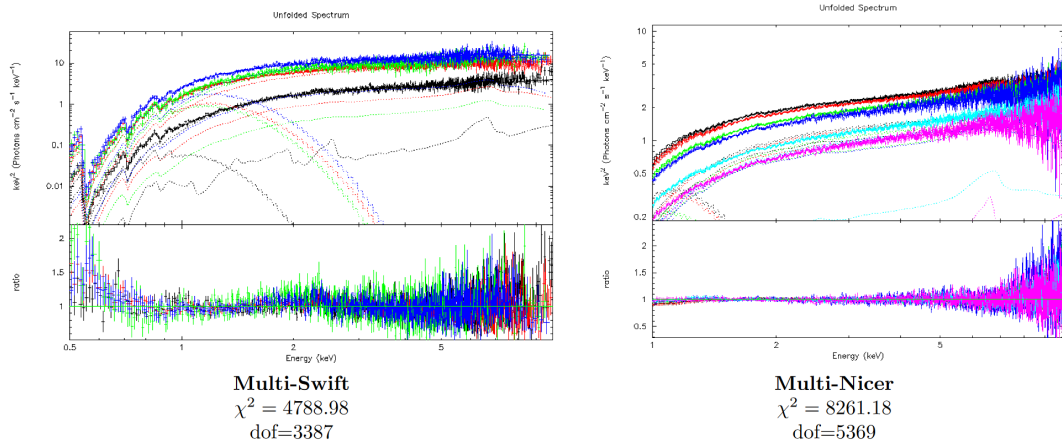 Unfolded Spectrum
keV² (Photons cm⁻² s⁻¹ keV⁻¹)
10
1
0.1
0.01
ratio
2
1.5
1
0.5
1
2
5
Energy (keV)
Multi-Swift
χ² = 4788.98
dof=3387
Unfolded Spectrum
keV² (Photons cm⁻² s⁻¹ keV⁻¹)
10
5
2
1
0.5
0.2
ratio
2
1.5
1
0.5
1
2
5
Energy (keV)
Multi-Nicer
χ² = 8261.18
dof=5369